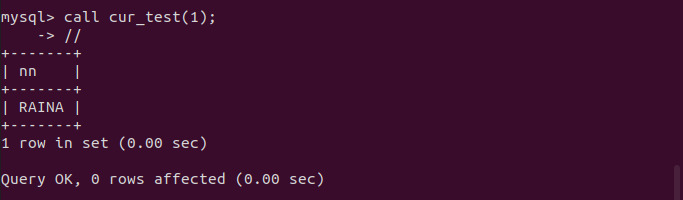 mysql> call cur_test(1);
    -> //
+-------+
| nn    |
+-------+
| RAINA |
+-------+
1 row in set (0.00 sec)
Query OK, 0 rows affected (0.00 sec)